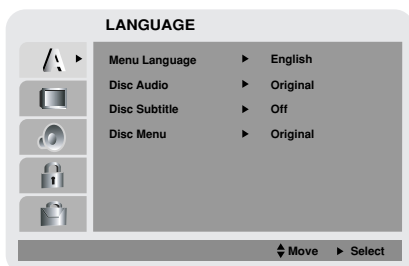 LANGUAGE
Menu Language ► English
Disc Audio ► Original
Disc Subtitle ► Off
Disc Menu ► Original
Move ► Select